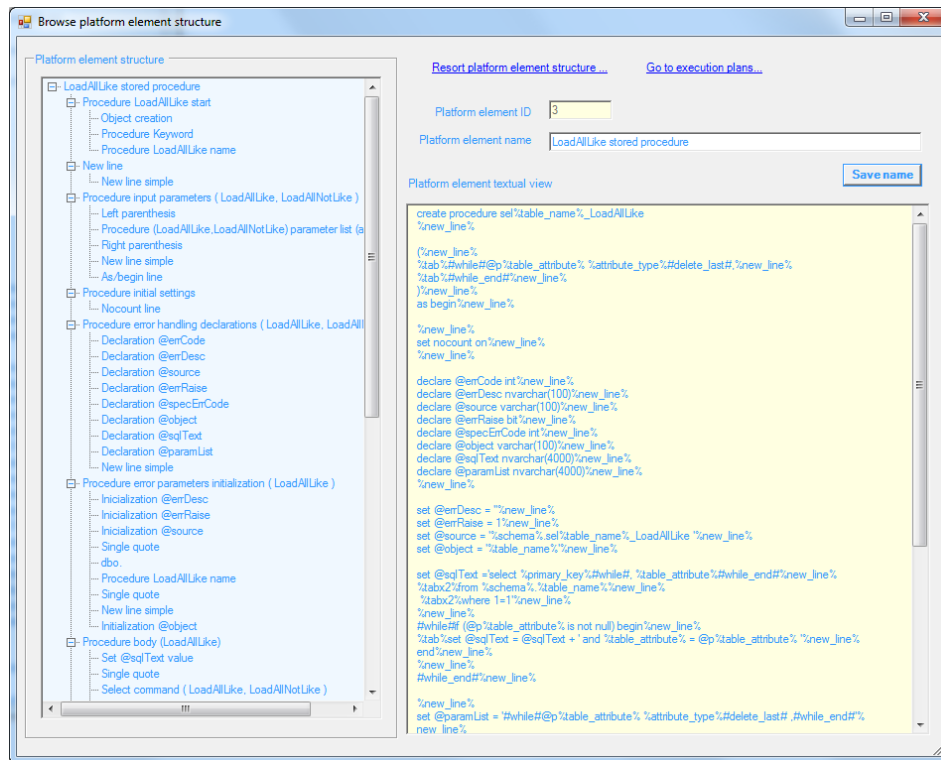 Browse platform element structure
Platform element structure
LoadAllLike stored procedure
Procedure LoadAllLike start
Object creation
Procedure Keyword
Procedure LoadAllLike name
New line
New line simple
Procedure input parameters ( LoadAllLike, LoadAllNotLike )
Left parenthesis
Procedure (LoadAllLike,LoadAllNotLike) parameter list (a
Right parenthesis
New line simple
As/begin line
Procedure initial settings
Nocount line
Procedure error handling declarations ( LoadAllLike, LoadAll
Declaration @errCode
Declaration @errDesc
Declaration @source
Declaration @errRaise
Declaration @specErrCode
Declaration @object
Declaration @sqlText
Declaration @paramList
New line simple
Procedure error parameters initialization ( LoadAllLike )
Inicialization @errDesc
Inicialization @errRaise
Inicialization @source
Single quote
dbo.
Procedure LoadAllLike name
Single quote
New line simple
Initialization @object
Procedure body (LoadAllLike)
Set @sqlText value
Single quote
Select command ( LoadAllLike, LoadAllNotLike )
Resort platform element structure ...
Go to execution plans...
Platform element ID
3
Platform element name
LoadAllLike stored procedure
Save name
Platform element textual view
create procedure sel%table_name%_LoadAllLike
%new_line%
(%new_line%
%tab%#while#@p%table_attribute% %attribute_type%#delete_last#,%new_line%
%tab%#while_end#%new_line%
)%new_line%
as begin%new_line%
%new_line%
set nocount on%new_line%
%new_line%
declare @errCode int%new_line%
declare @errDesc nvarchar(100)%new_line%
declare @source varchar(100)%new_line%
declare @errRaise bit%new_line%
declare @specErrCode int%new_line%
declare @object varchar(100)%new_line%
declare @sqlText nvarchar(4000)%new_line%
declare @paramList nvarchar(4000)%new_line%
%new_line%
set @errDesc = ''%new_line%
set @errRaise = 1%new_line%
set @source = '%schema%.sel%table_name%_LoadAllLike '%new_line%
set @object = '%table_name%'%new_line%
set @sqlText ='select %primary_key%#while#, %table_attribute%#while_end#%new_line%
%tabx2%from %schema%.%table_name%%new_line%
%tabx2%where 1=1'%new_line%
%new_line%
#while#if (@p%table_attribute% is not null) begin%new_line%
%tab%set @sqlText = @sqlText + ' and %table_attribute% = @p%table_attribute% '%new_line%
end%new_line%
%new_line%
#while_end#%new_line%
%new_line%
set @paramList = '#while#@p%table_attribute% %attribute_type%#delete_last# ,#while_end#'%
new_line%